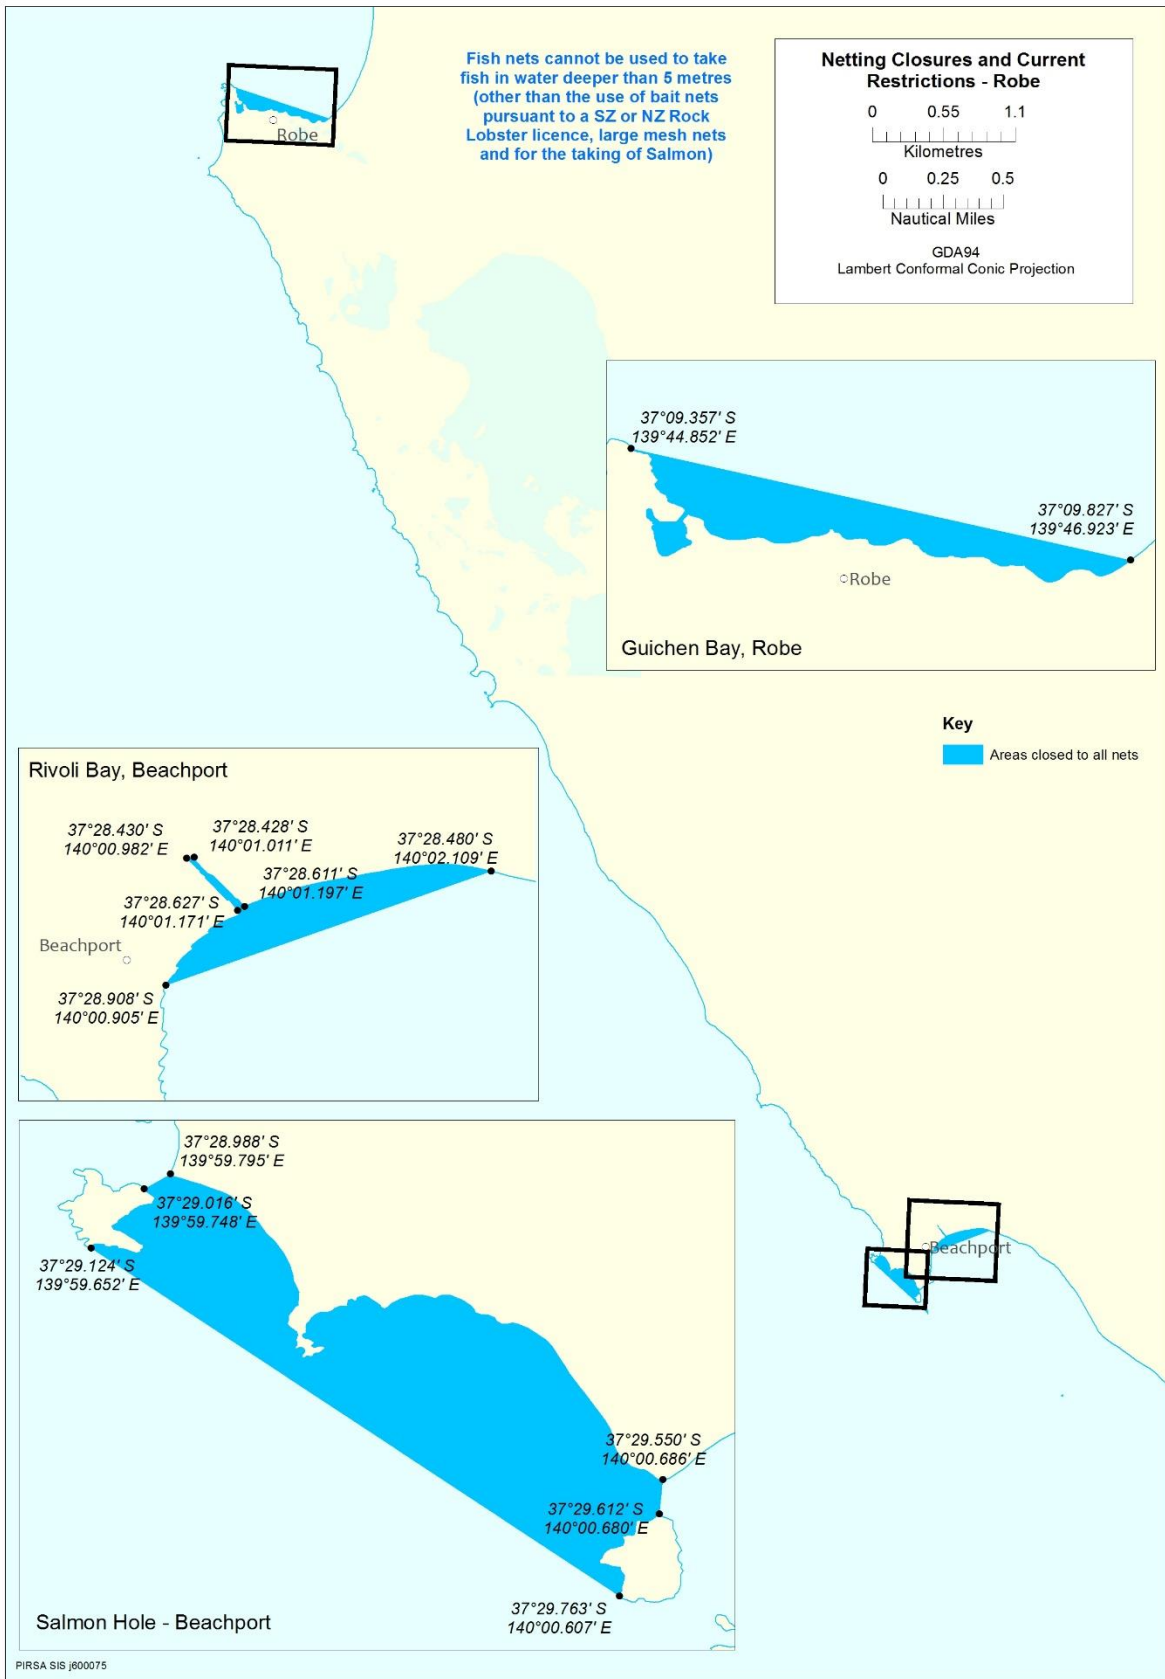 Fish nets cannot be used to take
fish in water deeper than 5 metres
(other than the use of bait nets
pursuant to a SZ or NZ Rock
Lobster licence, large mesh nets
and for the taking of Salmon)
Netting Closures and Current
Restrictions - Robe
0 0.55 1.1
Kilometres
0 0.25 0.5
Nautical Miles
GDA94
Lambert Conformal Conic Projection
Robe
37°09.357' S
139°44.852' E
37°09.827' S
139°46.923' E
Robe
Guichen Bay, Robe
Key
Areas closed to all nets
Rivoli Bay, Beachport
37°28.430' S
140°00.982' E
37°28.428' S
140°01.011' E
37°28.480' S
140°02.109' E
37°28.611' S
140°01.197' E
37°28.627' S
140°01.171' E
Beachport
37°28.908' S
140°00.905' E
37°28.988' S
139°59.795' E
37°29.016' S
139°59.748' E
37°29.124' S
139°59.652' E
37°29.550' S
140°00.686' E
37°29.612' S
140°00.680' E
37°29.763' S
140°00.607' E
Salmon Hole - Beachport
Beachport
PIRSA SIS j600075